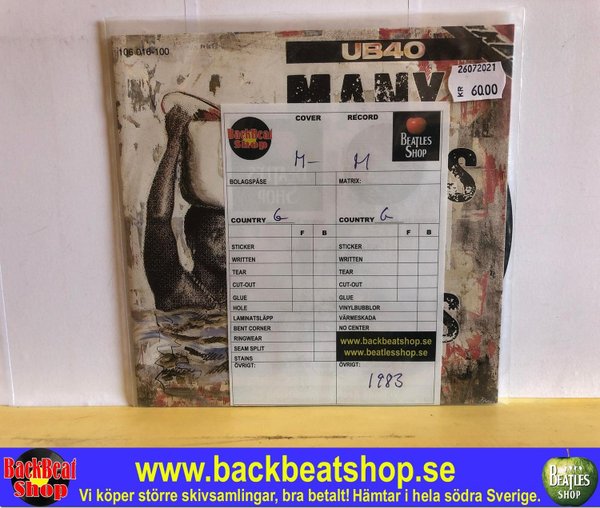 106 016-100
UB40
MANY
26072021
KR 60.00
COVER RECORD
BackBeat Shop
BEATLES SHOP
M- M
BOLAGSPÅSE MATRIX:
COUNTRY G COUNTRY G
F B F B
STICKER STICKER
WRITTEN WRITTEN
TEAR TEAR
CUT-OUT CUT-OUT
GLUE GLUE
HOLE VINYLBUBBLOR
LAMINATSLÄPP VÄRMESKADA
BENT CORNER NO CENTER
RINGWEAR www.backbeatshop.se
SEAM SPLIT www.beatlesshop.se
STAINS
ÖVRIGT: ÖVRIGT:
1983
BackBeat Shop
www.backbeatshop.se
Vi köper större skivsamlingar, bra betalt! Hämtar i hela södra Sverige.
BEATLES SHOP